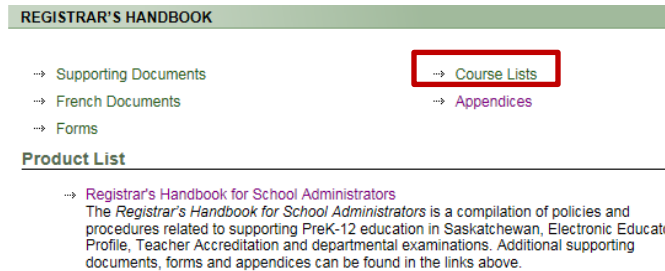 REGISTRAR'S HANDBOOK
Supporting Documents
Course Lists
French Documents
Appendices
Forms
Product List
Registrar's Handbook for School Administrators
The Registrar's Handbook for School Administrators is a compilation of policies and
procedures related to supporting PreK-12 education in Saskatchewan, Electronic Educat
Profile, Teacher Accreditation and departmental examinations. Additional supporting
documents, forms and appendices can be found in the links above.